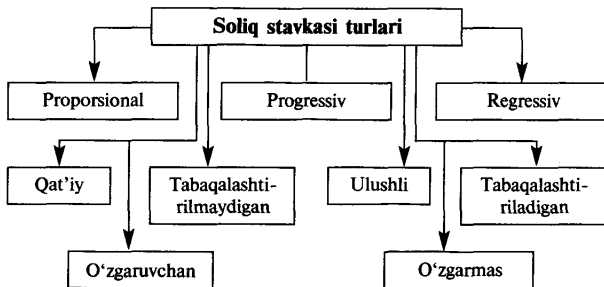 Soliq stavkasi turlari
Proporsional
Progressiv
Regressiv
Qat’iy
Tabaqalashti-
rilmaydigan
Ulushli
Tabaqalashti-
riladigan
O‘zgaruvchan
O‘zgarmas